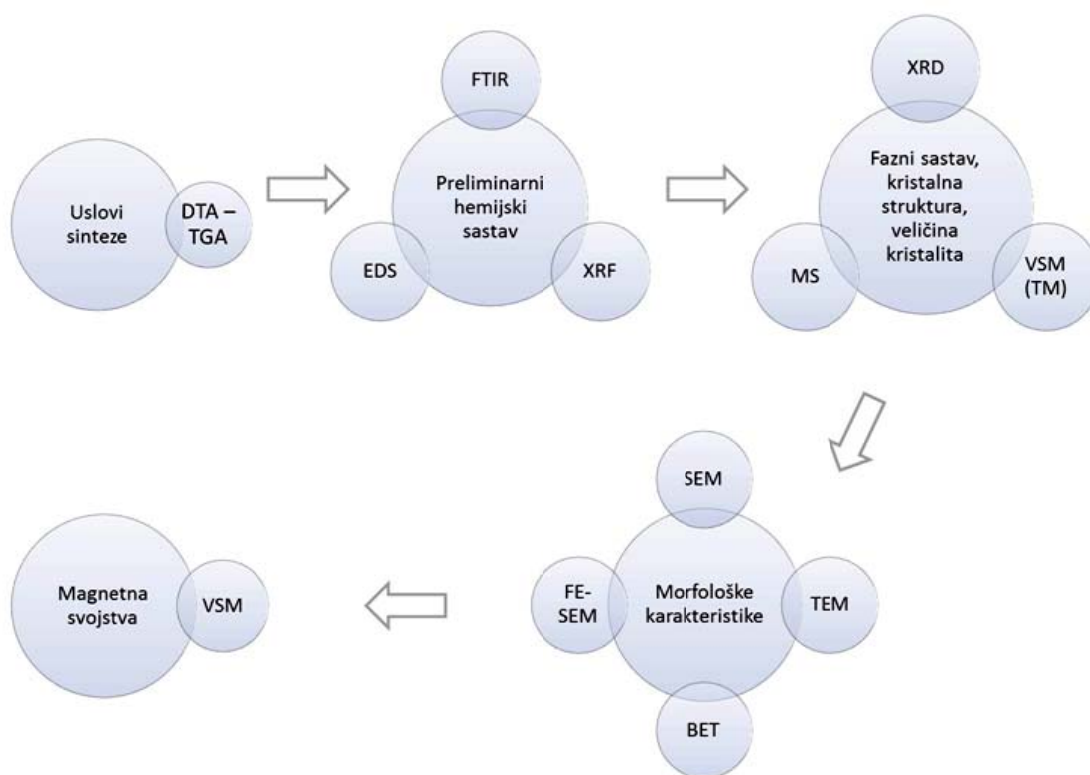 Uslovi
sinteze
DTA –
TGA
FTIR
Preliminarni
hemijski
sastav
EDS
XRF
XRD
Fazni sastav,
kristalna
struktura,
veličina
kristalita
MS
VSM
(TM)
SEM
FE-
SEM
Morfološke
karakteristike
TEM
BET
Magnetna
svojstva
VSM